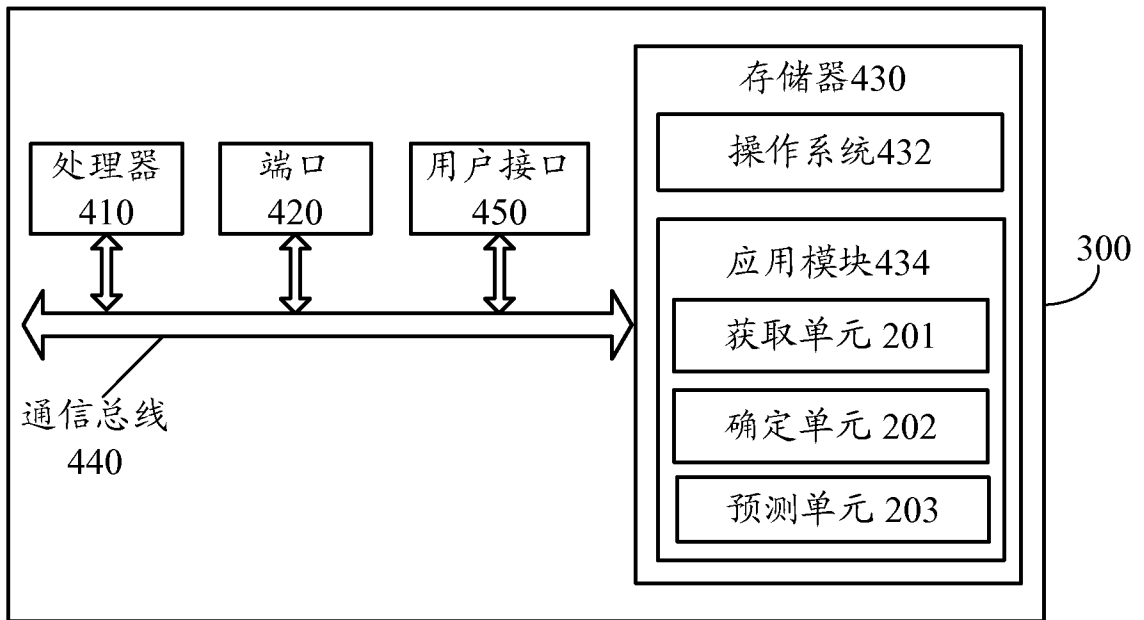 存储器430
操作系统432
处理器
410
端口
420
用户接口
450
应用模块434
获取单元 201
确定单元 202
预测单元 203
300
通信总线
440